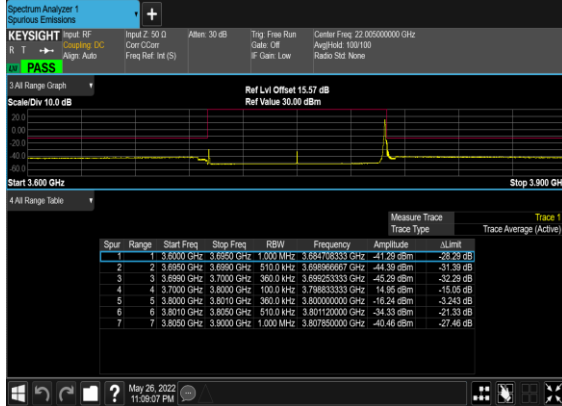 Spectrum Analyzer 1
Spurious Emissions
+
KEYSIGHT Input: RF Input Z: 50 Ω Atten: 30 dB Trig: Free Run Center Freq: 22.005000000 GHz
R T Coupling: DC Corr CCorr Gate: Off Avg|Hold: 100/100
Align: Auto Freq Ref: Int (S) IF Gain: Low Radio Std: None
PASS
3 All Range Graph
Ref Lvl Offset 15.57 dB
Scale/Div 10.0 dB Ref Value 30.00 dBm
20.0
0.00
-20.0
-40.0
-60.0
Start 3.600 GHz Stop 3.900 GH
4 All Range Table
Measure Trace Trace 1
Trace Type Trace Average (Active)
Spur Range Start Freq Stop Freq RBW Frequency Amplitude ΔLimit
1 1 3.6000 GHz 3.6950 GHz 1.000 MHz 3.684708333 GHz -41.29 dBm -28.29 dB
2 2 3.6950 GHz 3.6990 GHz 510.0 kHz 3.698966667 GHz -44.39 dBm -31.39 dB
3 3 3.6990 GHz 3.7000 GHz 360.0 kHz 3.699253333 GHz -45.29 dBm -32.29 dB
4 4 3.7000 GHz 3.8000 GHz 100.0 kHz 3.798833333 GHz 14.95 dBm -15.05 dB
5 5 3.8000 GHz 3.8010 GHz 360.0 kHz 3.800000000 GHz -16.24 dBm -3.243 dB
6 6 3.8010 GHz 3.8050 GHz 510.0 kHz 3.801120000 GHz -34.33 dBm -21.33 dB
7 7 3.8050 GHz 3.9000 GHz 1.000 MHz 3.807850000 GHz -40.46 dBm -27.46 dB
? May 26, 2022
11:09:07 PM